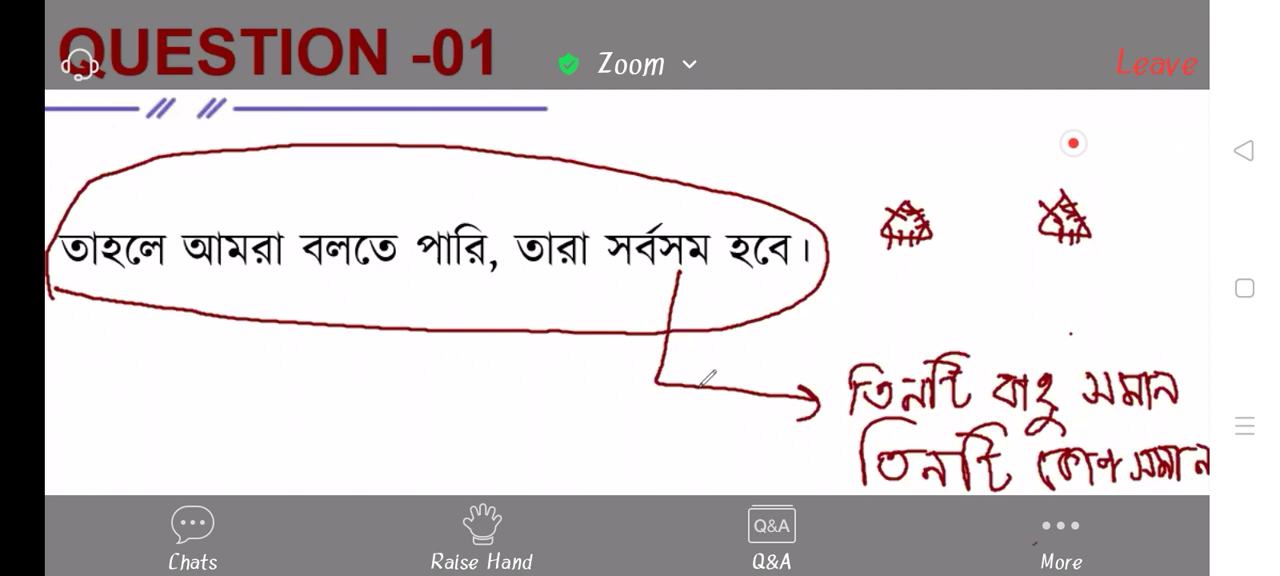 QUESTION -01
Zoom
Leave
তাহলে আমরা বলতে পারি, তারা সর্বসম হবে।
তিনটি বাহু সমান
তিনটি কোণ সমান
Chats
Raise Hand
Q&A
Q&A
More